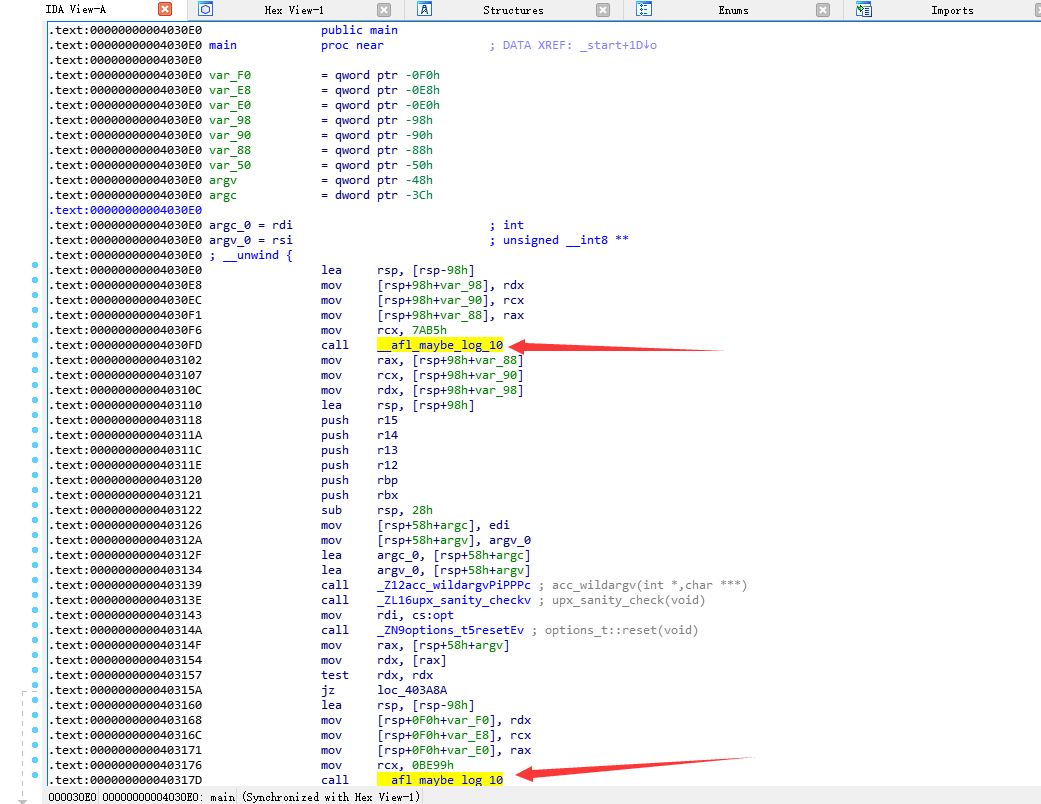 IDA View-A Hex View-1 Structures Enums Imports
.text:00000000004030E0 public main
.text:00000000004030E0 main proc near ; DATA XREF: _start+1D↓o
.text:00000000004030E0
.text:00000000004030E0 var_F0 = qword ptr -0F0h
.text:00000000004030E0 var_E8 = qword ptr -0E8h
.text:00000000004030E0 var_E0 = qword ptr -0E0h
.text:00000000004030E0 var_98 = qword ptr -98h
.text:00000000004030E0 var_90 = qword ptr -90h
.text:00000000004030E0 var_88 = qword ptr -88h
.text:00000000004030E0 var_50 = qword ptr -50h
.text:00000000004030E0 argv = qword ptr -48h
.text:00000000004030E0 argc = dword ptr -3Ch
.text:00000000004030E0
.text:00000000004030E0 argc_0 = rdi ; int
.text:00000000004030E0 argv_0 = rsi ; unsigned __int8 **
.text:00000000004030E0 ; __unwind {
.text:00000000004030E0 lea rsp, [rsp-98h]
.text:00000000004030E8 mov [rsp+98h+var_98], rdx
.text:00000000004030EC mov [rsp+98h+var_90], rcx
.text:00000000004030F1 mov [rsp+98h+var_88], rax
.text:00000000004030F6 mov rcx, 7AB5h
.text:00000000004030FD call __afl_maybe_log_10
.text:0000000000403102 mov rax, [rsp+98h+var_88]
.text:0000000000403107 mov rcx, [rsp+98h+var_90]
.text:000000000040310C mov rdx, [rsp+98h+var_98]
.text:0000000000403110 lea rsp, [rsp+98h]
.text:0000000000403118 push r15
.text:000000000040311A push r14
.text:000000000040311C push r13
.text:000000000040311E push r12
.text:0000000000403120 push rbp
.text:0000000000403121 push rbx
.text:0000000000403122 sub rsp, 28h
.text:0000000000403126 mov [rsp+58h+argc], edi
.text:000000000040312A mov [rsp+58h+argv], argv_0
.text:000000000040312F lea argc_0, [rsp+58h+argc]
.text:0000000000403134 lea argv_0, [rsp+58h+argv]
.text:0000000000403139 call _Z12acc_wildargvPiPPPc ; acc_wildargv(int *,char ***)
.text:000000000040313E call _ZL16upx_sanity_checkv ; upx_sanity_check(void)
.text:0000000000403143 mov rdi, cs:opt
.text:000000000040314A call _ZN9options_t5resetEv ; options_t::reset(void)
.text:000000000040314F mov rax, [rsp+58h+argv]
.text:0000000000403154 mov rdx, [rax]
.text:0000000000403157 test rdx, rdx
.text:000000000040315A jz loc_403A8A
.text:0000000000403160 lea rsp, [rsp-98h]
.text:0000000000403168 mov [rsp+0F0h+var_F0], rdx
.text:000000000040316C mov [rsp+0F0h+var_E8], rcx
.text:0000000000403171 mov [rsp+0F0h+var_E0], rax
.text:0000000000403176 mov rcx, 0BE99h
.text:000000000040317D call __afl_maybe_log_10
000030E0 00000000004030E0: main (Synchronized with Hex View-1)